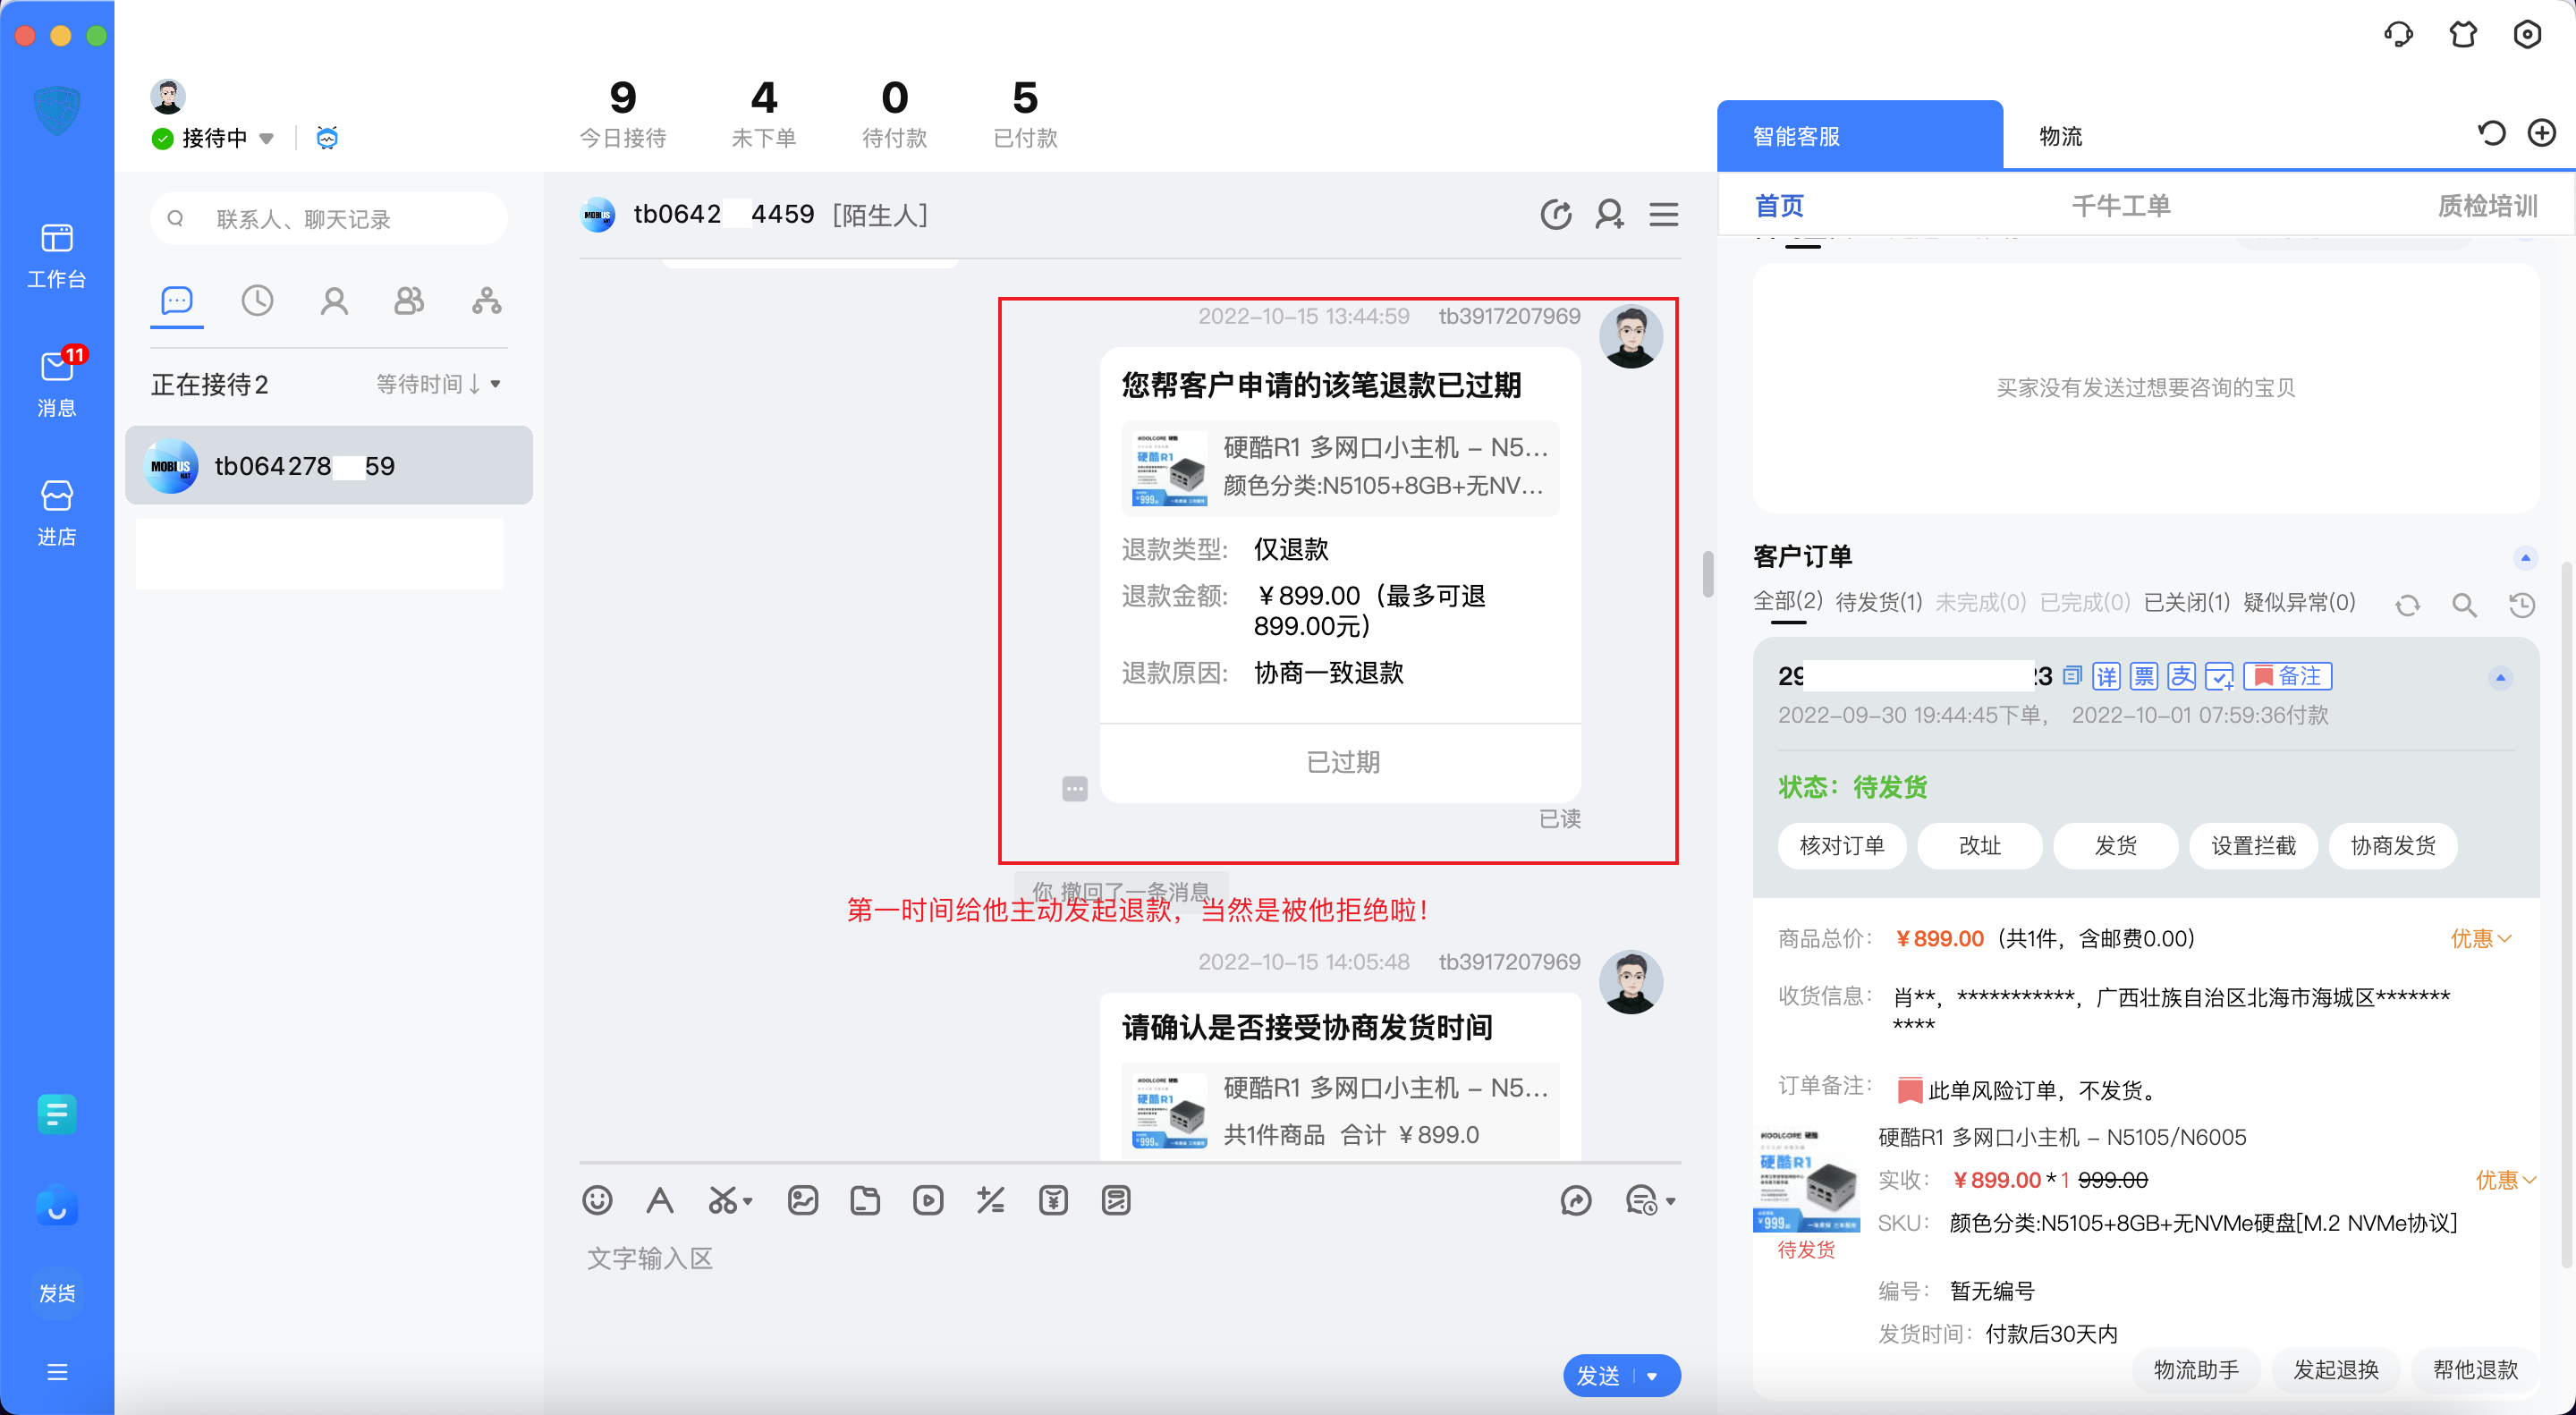 接待中
9
今日接待
4
未下单
0
待付款
5
已付款
智能客服
物流
工作台
11
消息
进店
发货
联系人、聊天记录
正在接待2
等待时间↓
MOBIUS
tb064278 59
MOBIUS
tb0642 4459 [陌生人]
2022-10-15 13:44:59 tb3917207969
您帮客户申请的该笔退款已过期
硬酷R1 多网口小主机 - N5...
颜色分类:N5105+8GB+无NV...
硬酷R1
退款类型: 仅退款
退款金额: ￥899.00（最多可退
899.00元）
退款原因: 协商一致退款
已过期
已读
你 撤回了一条消息
第一时间给他主动发起退款，当然是被他拒绝啦！
2022-10-15 14:05:48 tb3917207969
请确认是否接受协商发货时间
硬酷R1 多网口小主机 - N5...
共1件商品 合计 ￥899.0
硬酷R1
文字输入区
发送
首页
千牛工单
质检培训
买家没有发送过想要咨询的宝贝
客户订单
全部(2) 待发货(1) 未完成(0) 已完成(0) 已关闭(1) 疑似异常(0)
29 23 详 票 支 备注
2022-09-30 19:44:45下单， 2022-10-01 07:59:36付款
状态：待发货
核对订单 改址 发货 设置拦截 协商发货
商品总价： ￥899.00（共1件，含邮费0.00） 优惠
收货信息： 肖**，***********，广西壮族自治区北海市海城区*******
****
订单备注： 此单风险订单，不发货。
硬酷R1 多网口小主机 - N5105/N6005
硬酷R1
实收： ￥899.00 * 1 999.00 优惠
SKU： 颜色分类:N5105+8GB+无NVMe硬盘[M.2 NVMe协议]
待发货
编号： 暂无编号
发货时间： 付款后30天内
物流助手 发起退换 帮他退款